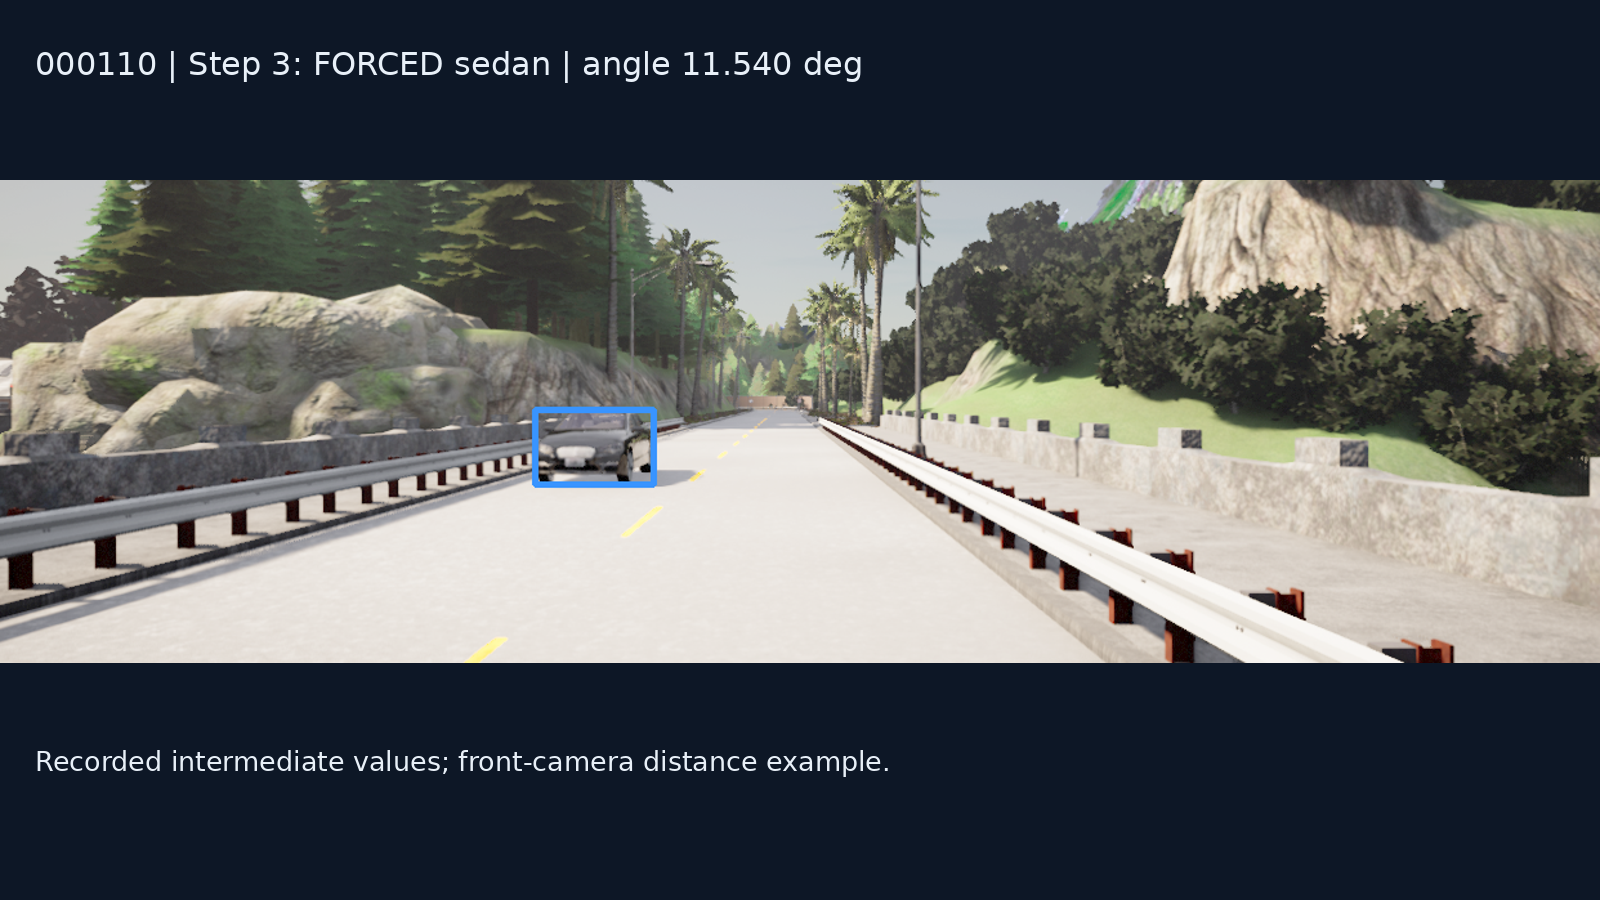 000110 | Step 3: FORCED sedan | angle 11.540 deg
Recorded intermediate values; front-camera distance example.